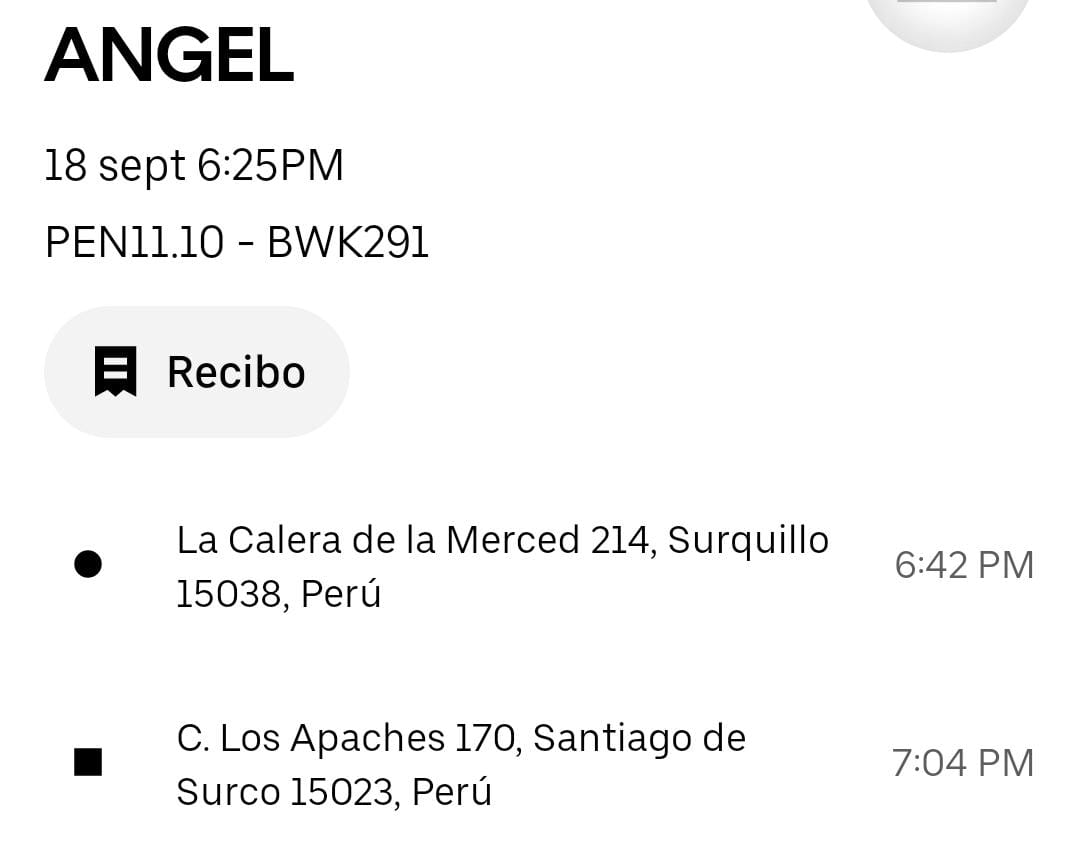 ANGEL
18 sept 6:25PM
PEN11.10 - BWK291
Recibo
La Calera de la Merced 214, Surquillo
15038, Perú
6:42 PM
C. Los Apaches 170, Santiago de
Surco 15023, Perú
7:04 PM